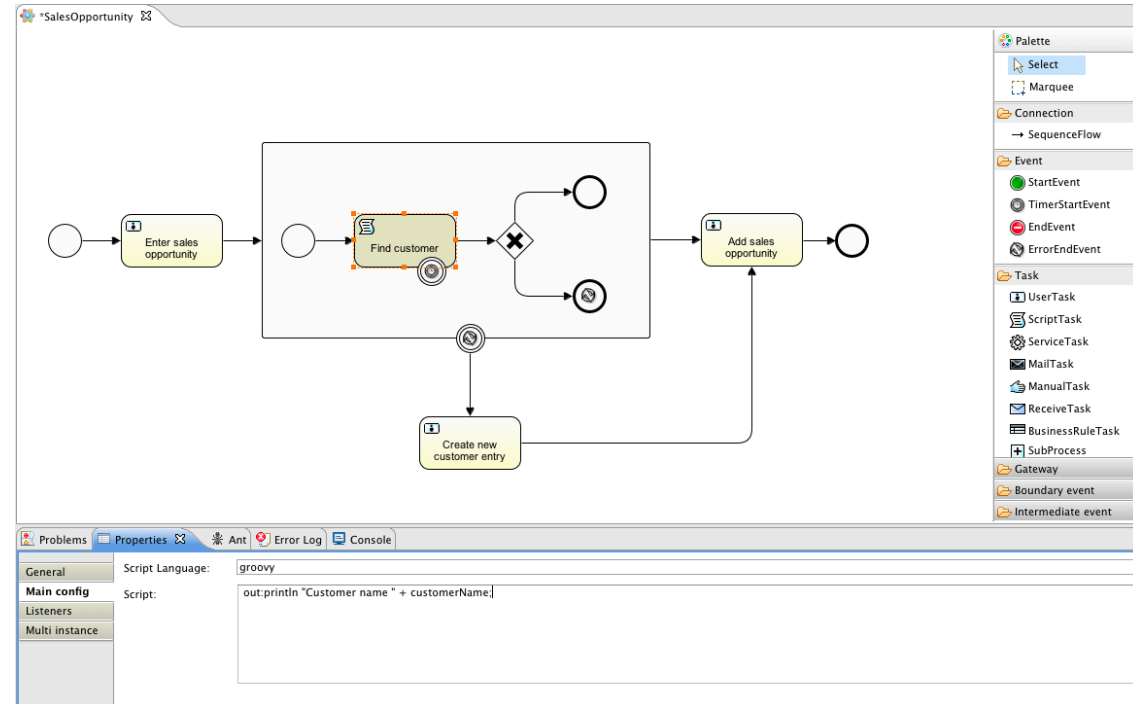 *SalesOpportunity
Palette
Select
Marquee
Connection
SequenceFlow
Event
StartEvent
TimerStartEvent
EndEvent
ErrorEndEvent
Task
UserTask
ScriptTask
ServiceTask
MailTask
ManualTask
ReceiveTask
BusinessRuleTask
SubProcess
Gateway
Boundary event
Intermediate event
Enter sales
opportunity
Find customer
Add sales
opportunity
Create new
customer entry
Problems Properties Ant Error Log Console
General
Main config
Listeners
Multi instance
Script Language: groovy
Script: out:println "Customer name " + customerName;